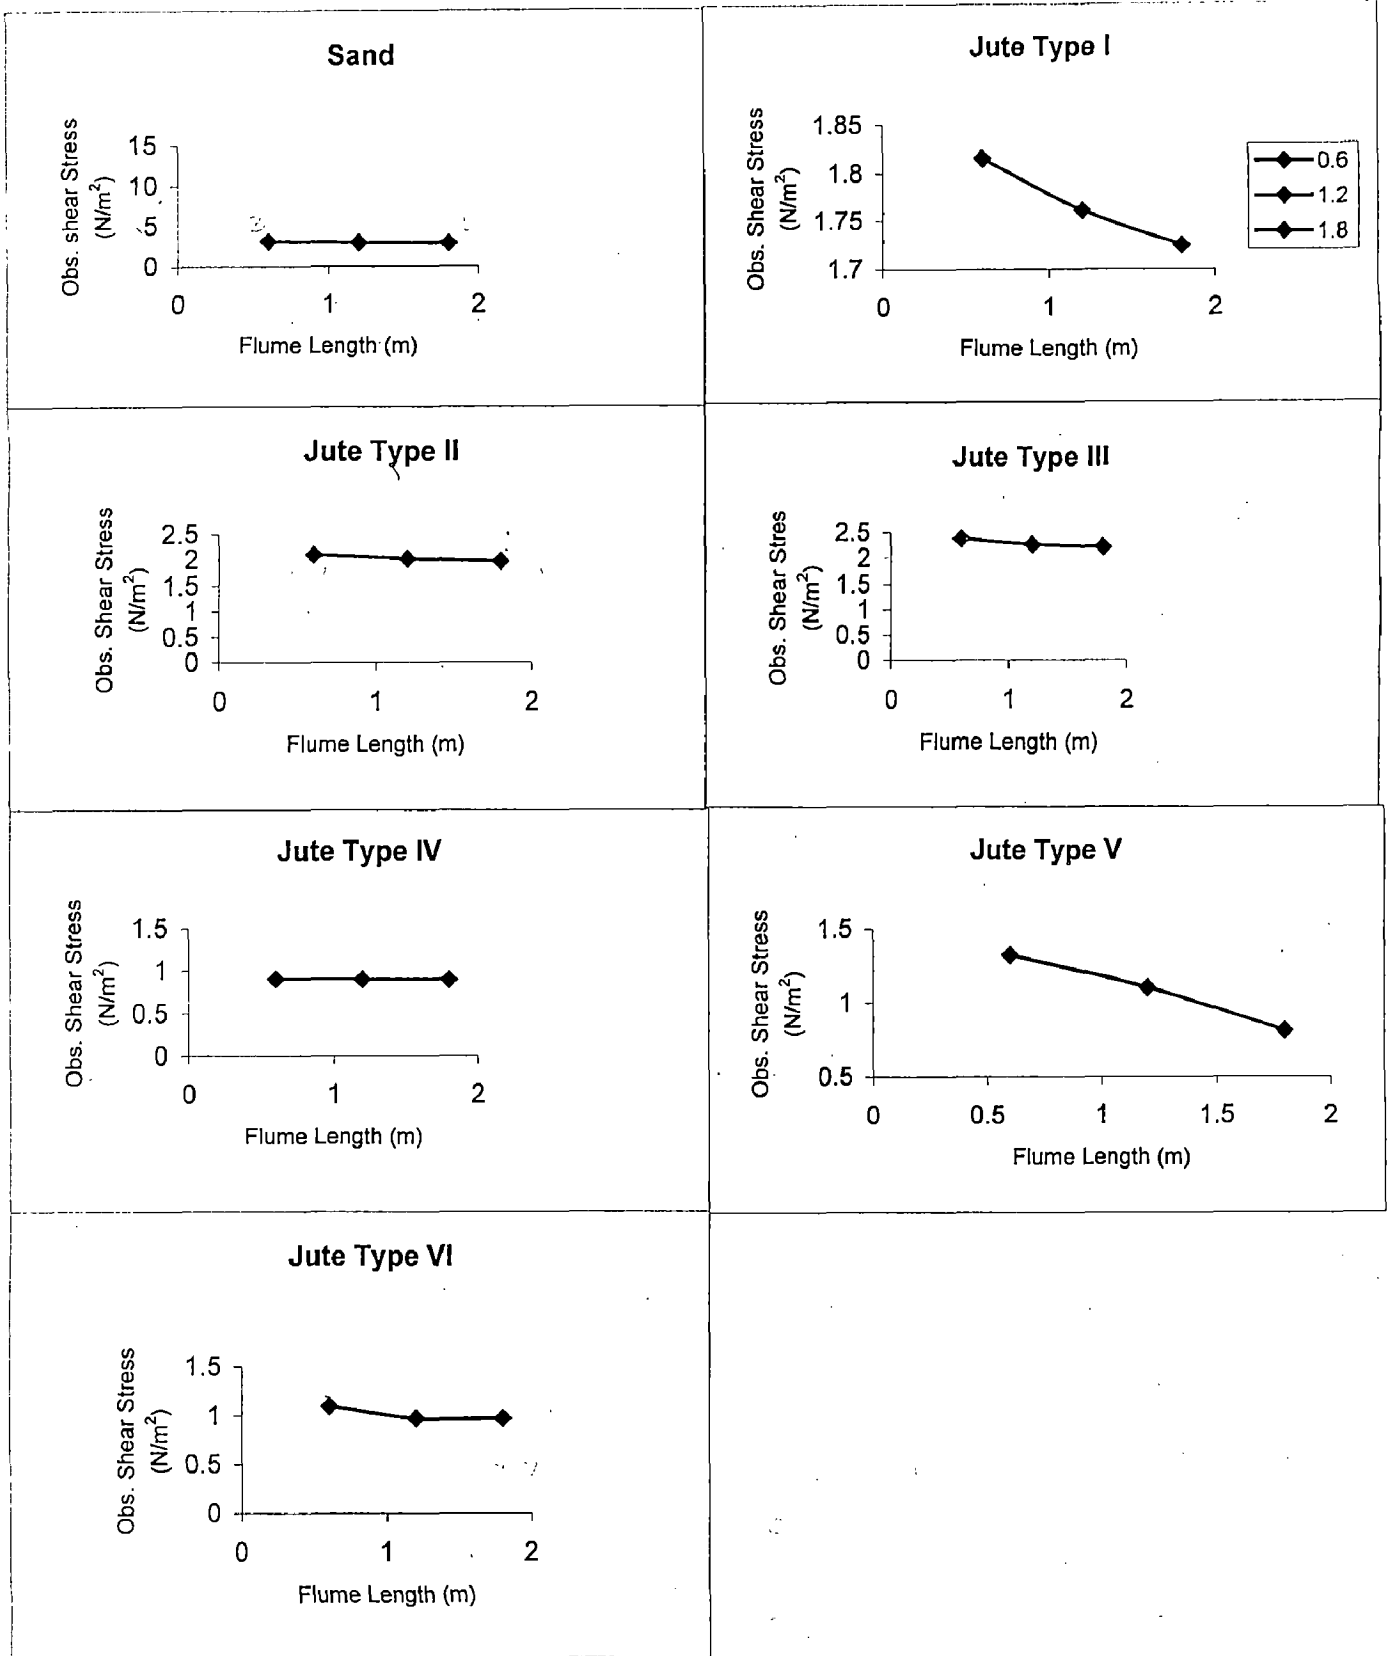 Sand
Obs. shear Stress
(N/m²)
15
10
5
0
0 1 2
Flume Length (m)
Jute Type I
Obs. Shear Stress
(N/m²)
1.85
1.8
1.75
1.7
0 1 2
Flume Length (m)
0.6
1.2
1.8
Jute Type II
Obs. Shear Stress
(N/m²)
2.5
2
1.5
1
0.5
0
0 1 2
Flume Length (m)
Jute Type III
Obs. Shear Stres
(N/m²)
2.5
2
1.5
1
0.5
0
0 1 2
Flume Length (m)
Jute Type IV
Obs. Shear Stress
(N/m²)
1.5
1
0.5
0
0 1 2
Flume Length (m)
Jute Type V
Obs. Shear Stress
(N/m²)
1.5
1
0.5
0 0.5 1 1.5 2
Flume Length (m)
Jute Type VI
Obs. Shear Stress
(N/m²)
1.5
1
0.5
0
0 1 2
Flume Length (m)